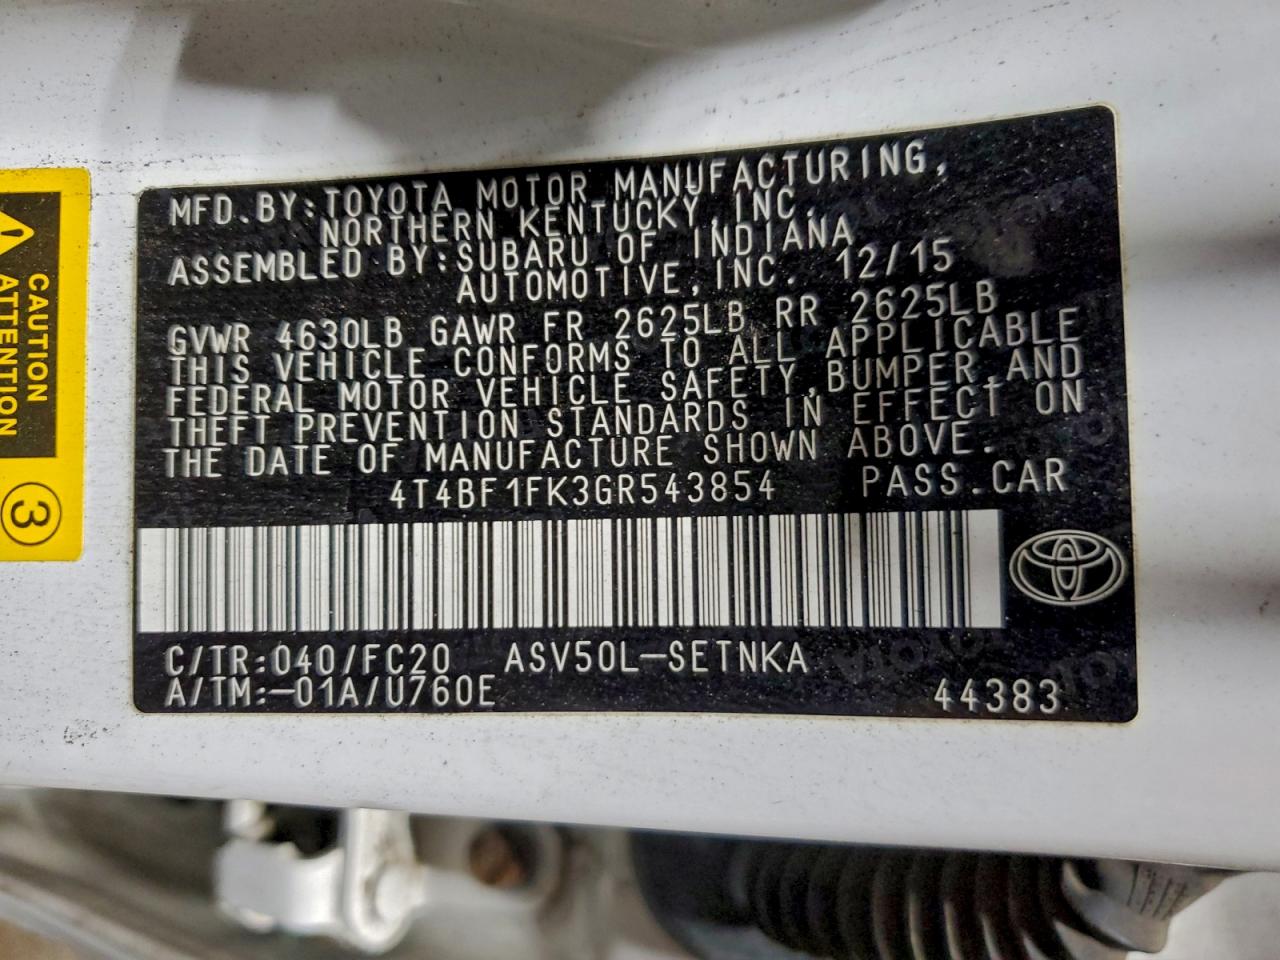 MFD.BY:TOYOTA MOTOR MANUFACTURING,
NORTHERN KENTUCKY,INC.
ASSEMBLED BY:SUBARU OF INDIANA
AUTOMOTIVE,INC. 12/15
GVWR 4630LB GAWR FR 2625LB RR 2625LB
THIS VEHICLE CONFORMS TO ALL APPLICABLE
FEDERAL MOTOR VEHICLE SAFETY,BUMPER,AND
THEFT PREVENTION STANDARDS IN EFFECT ON
THE DATE OF MANUFACTURE SHOWN ABOVE.
4T4BF1FK3GR543854 PASS.CAR
C/TR:040/FC20 ASV50L-SETNKA
A/TM:-01A/U760E 44383
CAUTION
ATTENTION
3